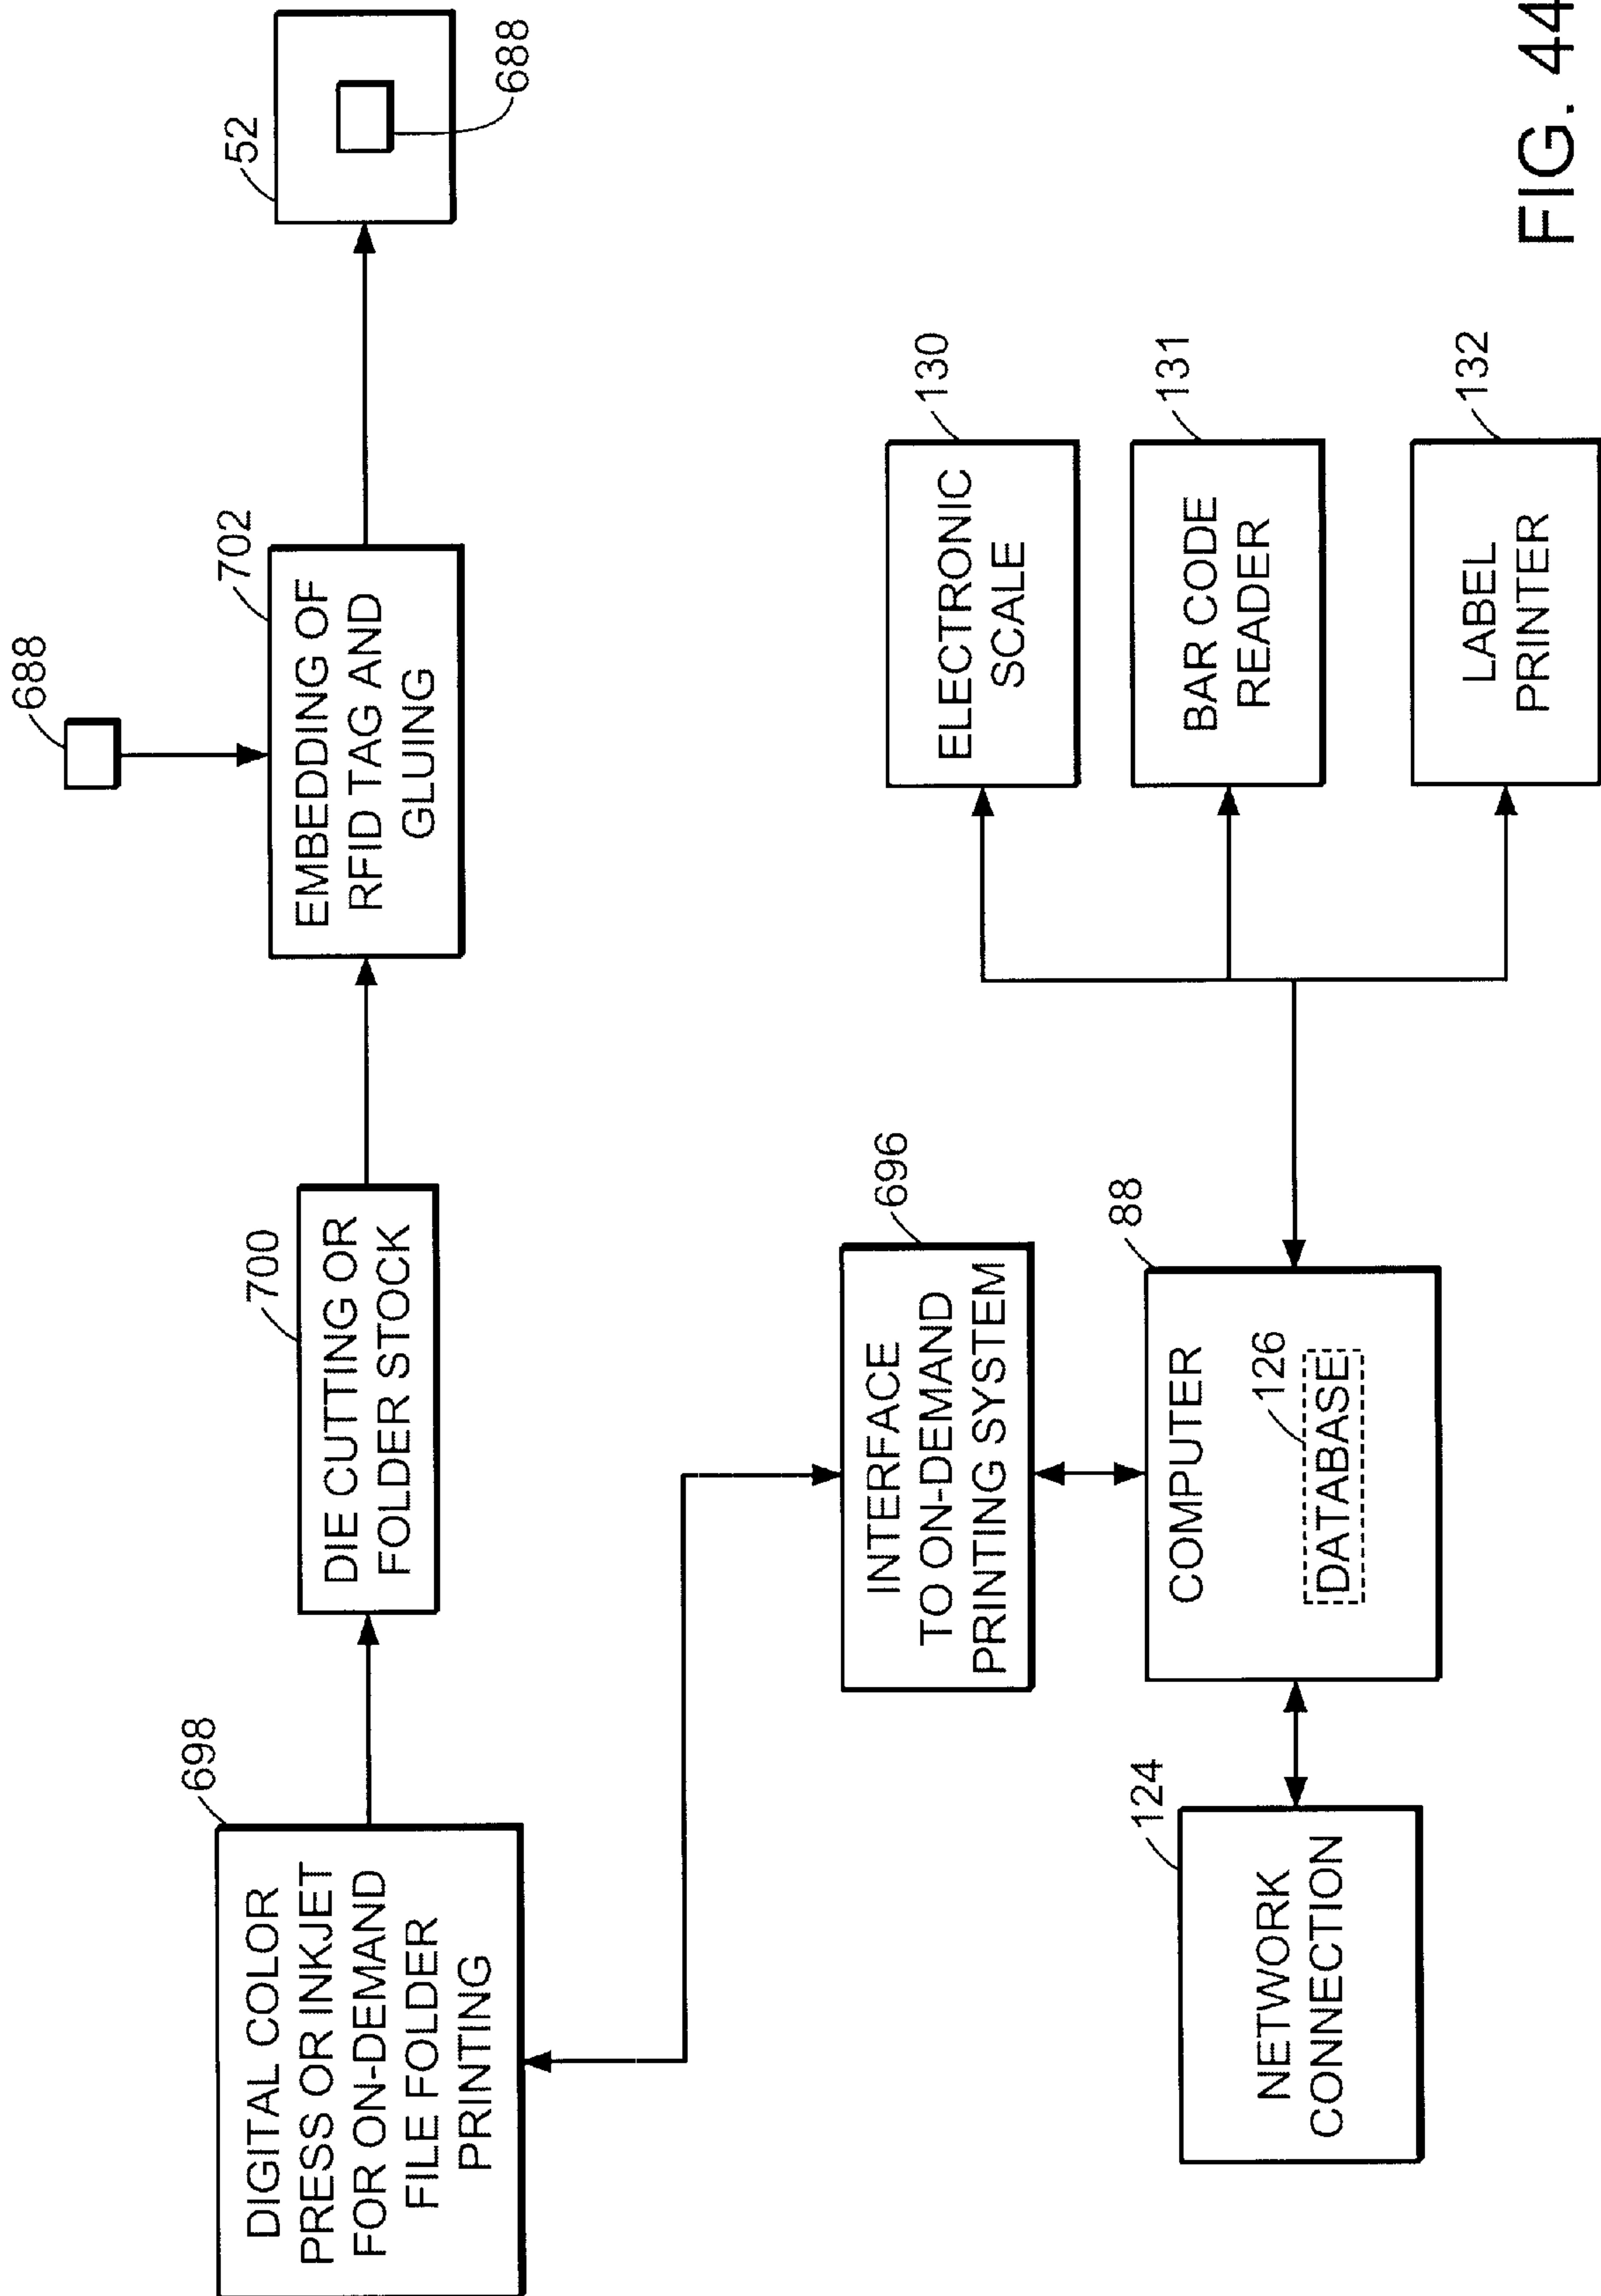 698
DIGITAL COLOR
PRESS OR INKJET
FOR ON-DEMAND
FILE FOLDER
PRINTING
700
DIE CUTTING OR
FOLDER STOCK
688
702
EMBEDDING OF
RFID TAG AND
GLUING
52
688
696
INTERFACE
TO ON-DEMAND
PRINTING SYSTEM
124
NETWORK
CONNECTION
88
COMPUTER
126
DATABASE
130
ELECTRONIC
SCALE
131
BAR CODE
READER
132
LABEL
PRINTER
FIG. 44